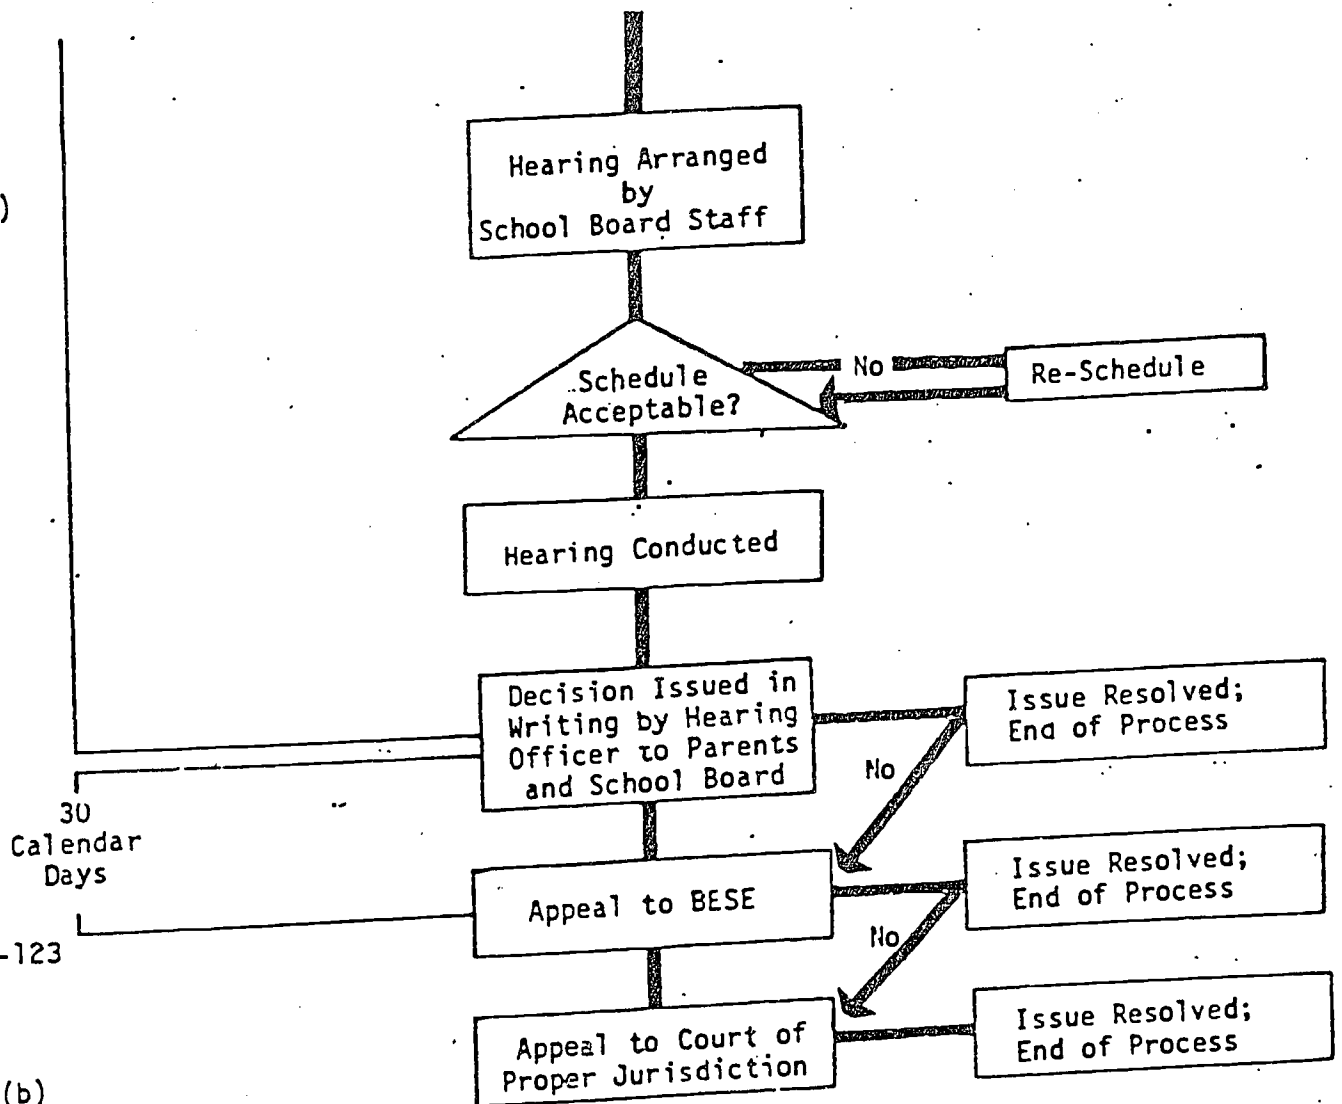 Hearing Arranged
by
School Board Staff
)
Schedule
Acceptable?
No
Re-Schedule
Hearing Conducted
Decision Issued in
Writing by Hearing
Officer to Parents
and School Board
Issue Resolved;
End of Process
No
30
Calendar
Days
Appeal to BESE
Issue Resolved;
End of Process
No
-123
Appeal to Court of
Proper Jurisdiction
Issue Resolved;
End of Process
(b)